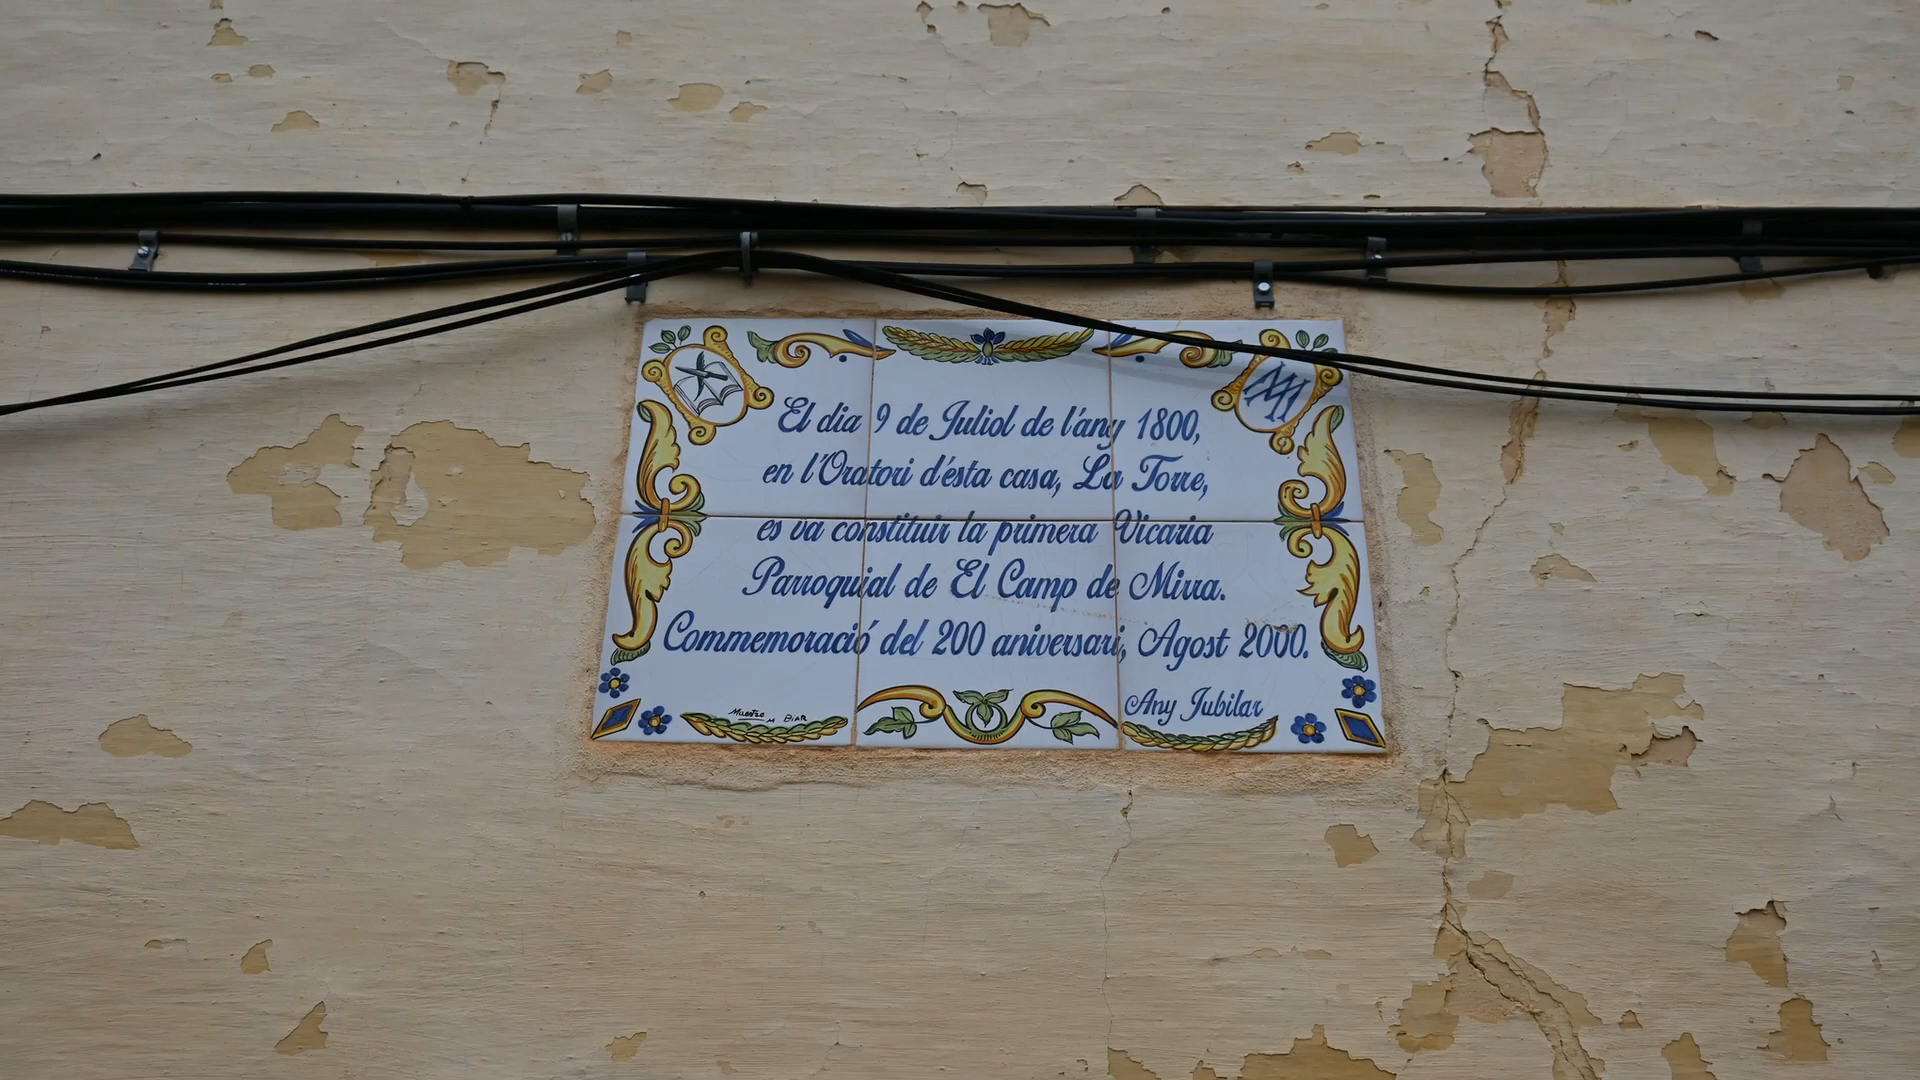 El dia 9 de Juliol de l'any 1800,
en l'Oratori d'ésta casa, La Torre,
es va constituir la primera Vicaria
Parroquial de El Camp de Mirra.
Commemoració del 200 aniversari, Agost 2000.
Any Jubilar